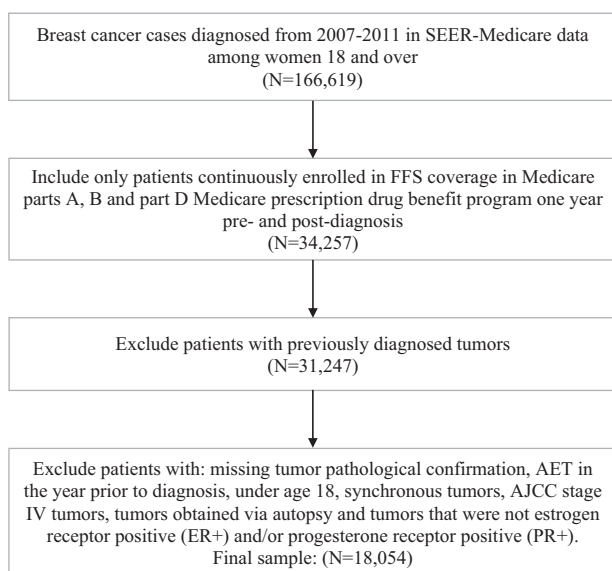 Breast cancer cases diagnosed from 2007-2011 in SEER-Medicare data
among women 18 and over
(N=166,619)
Include only patients continuously enrolled in FFS coverage in Medicare
parts A, B and part D Medicare prescription drug benefit program one year
pre- and post-diagnosis
(N=34,257)
Exclude patients with previously diagnosed tumors
(N=31,247)
Exclude patients with: missing tumor pathological confirmation, AET in
the year prior to diagnosis, under age 18, synchronous tumors, AJCC stage
IV tumors, tumors obtained via autopsy and tumors that were not estrogen
receptor positive (ER+) and/or progesterone receptor positive (PR+).
Final sample: (N=18,054)